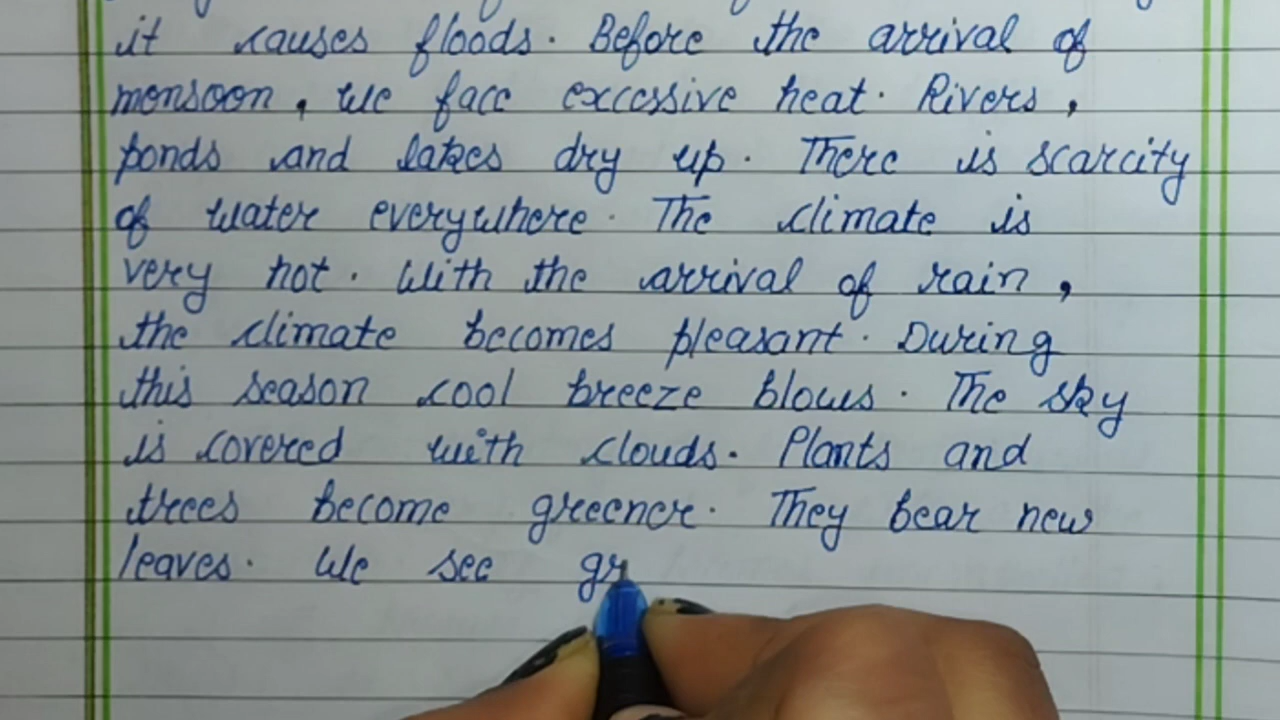 it causes floods. Before the arrival of
monsoon, we face excessive heat. Rivers,
ponds and lakes dry up. There is scarcity
of water everywhere. The climate is
very hot. With the arrival of rain,
the climate becomes pleasant. During
this season cool breeze blows. The sky
is covered with clouds. Plants and
trees become greener. They bear new
leaves. We see gr